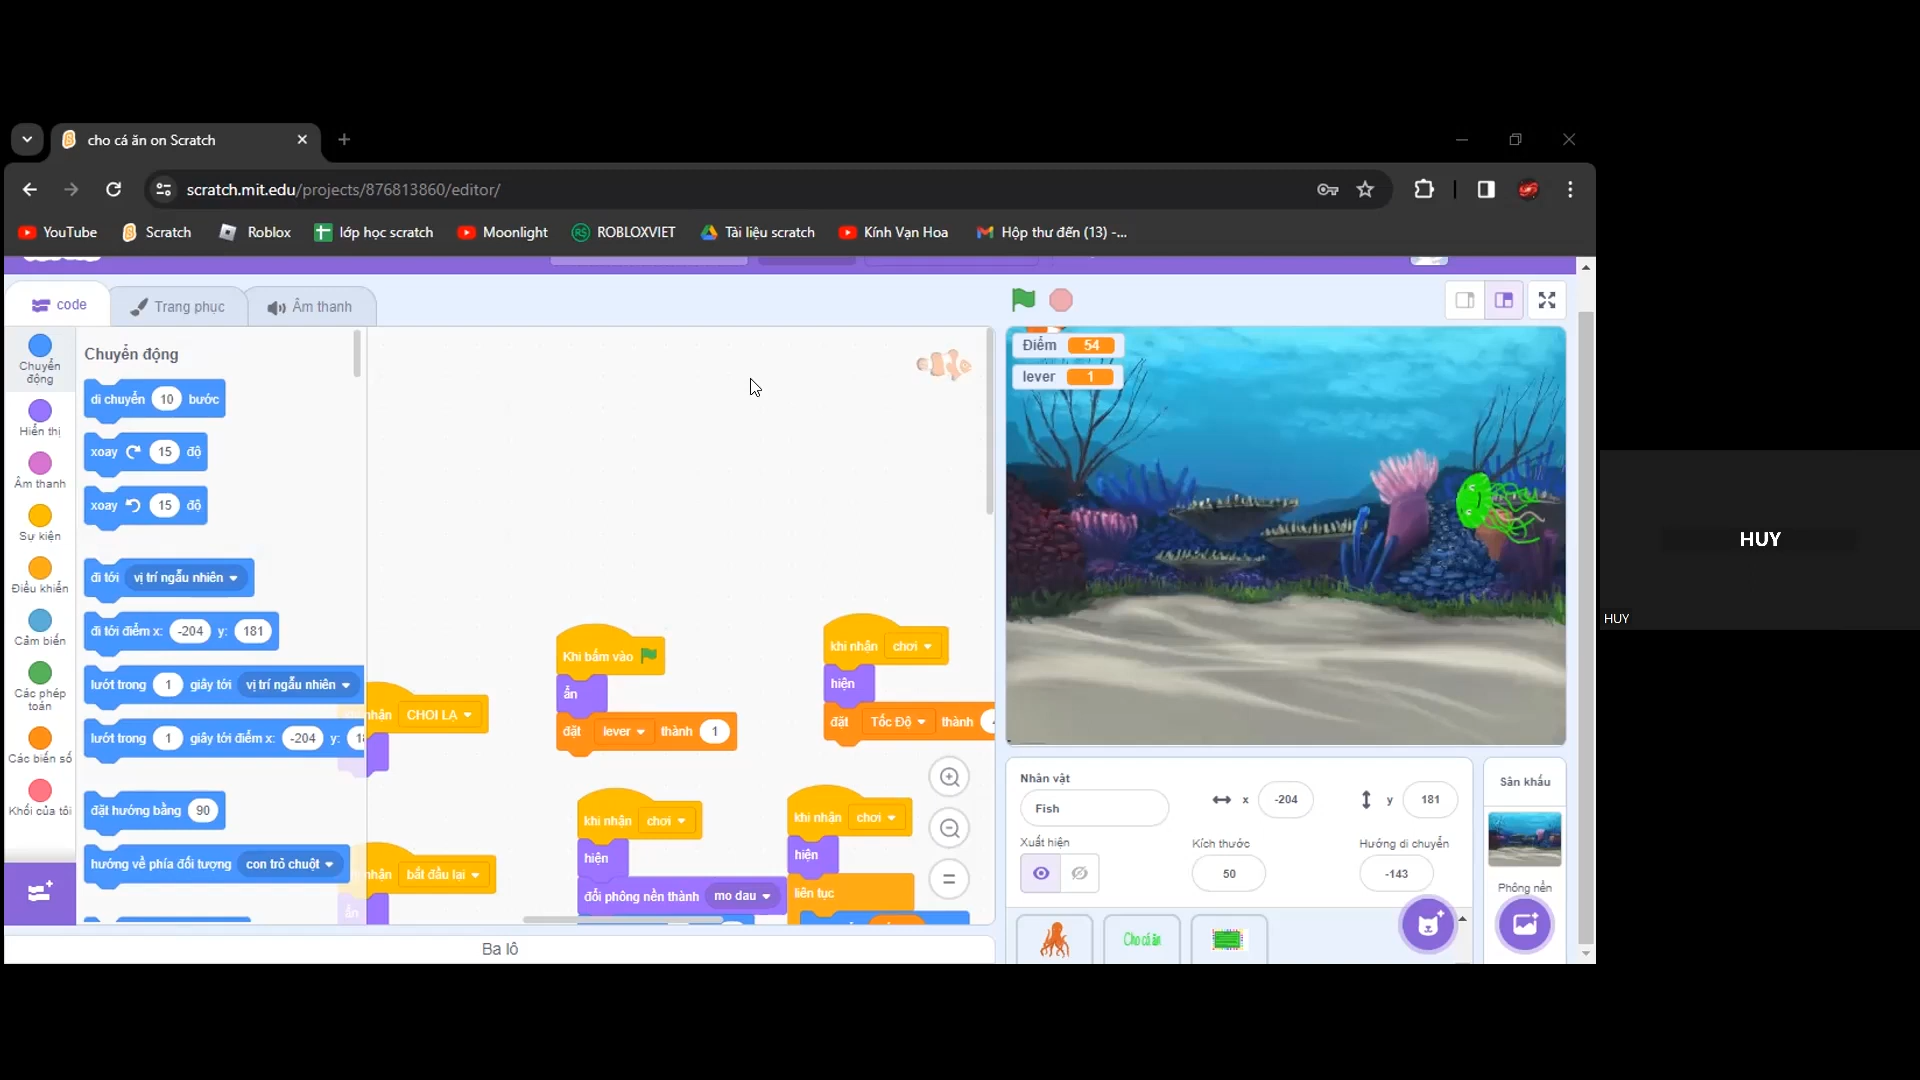 cho cá ăn on Scratch
scratch.mit.edu/projects/876813860/editor/
YouTube
Scratch
Roblox
lớp học scratch
Moonlight
ROBLOXVIET
Tài liệu scratch
Kính Vạn Hoa
Hộp thư đến (13) -...
code
Trang phục
Âm thanh
Chuyển động
Hiển thị
Âm thanh
Sự kiện
Điều khiển
Cảm biến
Các phép toán
Các biến số
Khối của tôi
Chuyển động
di chuyển 10 bước
xoay 15 độ
xoay 15 độ
đi tới vị trí ngẫu nhiên
đi tới điểm x: -204 y: 181
lướt trong 1 giây tới vị trí ngẫu nhiên
lướt trong 1 giây tới điểm x: -204 y:
đặt hướng bằng 90
hướng về phía đối tượng con trỏ chuột
nhận CHOI LẠ
nhận bắt đầu lại
ẩn
Khi bấm vào
ẩn
đặt lever thành 1
khi nhận chơi
hiện
đặt Tốc Độ thành
khi nhận chơi
hiện
đổi phông nền thành mo dau
khi nhận chơi
hiện
liên tục
Ba lô
Điểm 54
lever 1
Nhân vật
Fish
x -204
y 181
Xuất hiện
Kích thước
50
Hướng di chuyển
-143
Cho cá ăn
Sân khấu
Phông nền
HUY
HUY